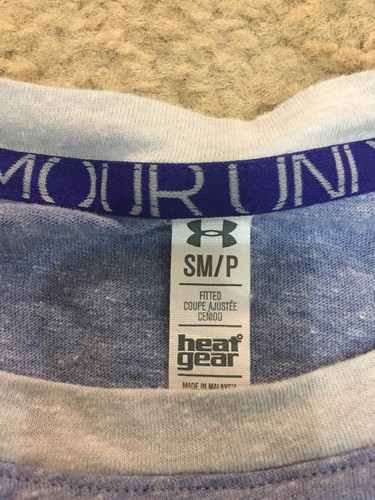 MOUR UNI
SM/P
FITTED
COUPE AJUSTÉE
CEÑIDO
heat
gear
MADE IN MALAYSIA